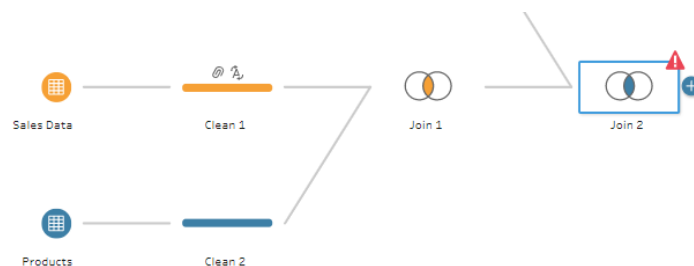 Sales Data
Clean 1
Join 1
Join 2
Products
Clean 2